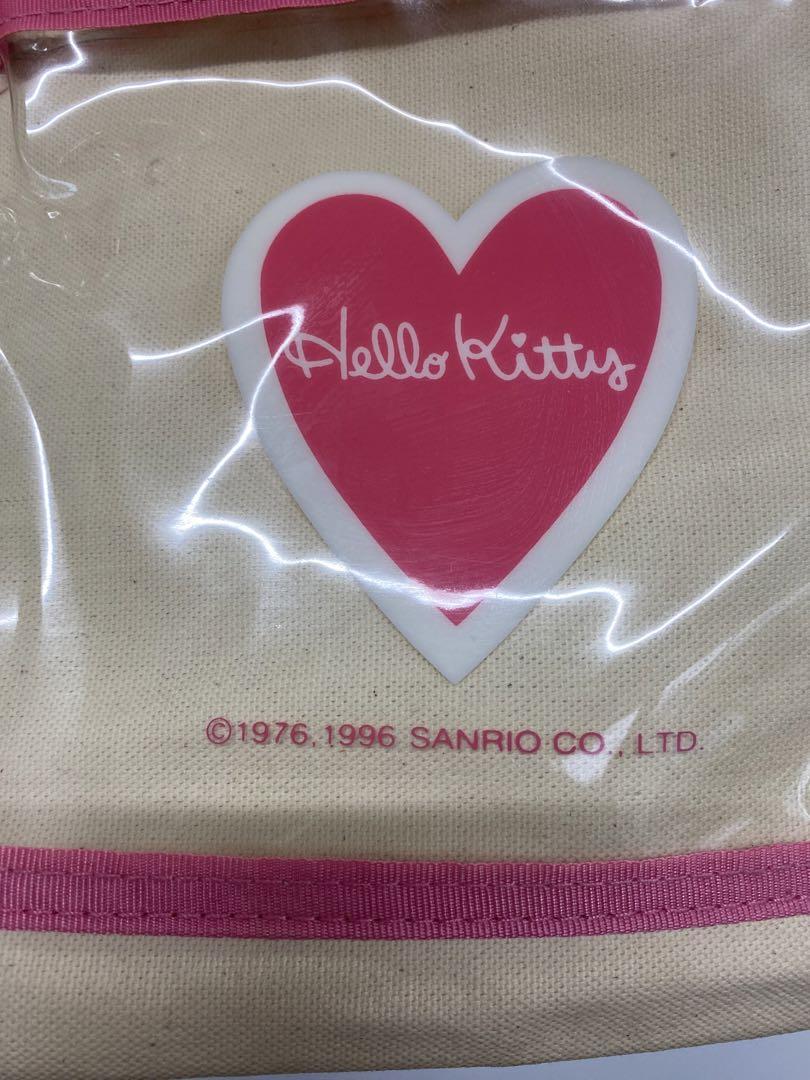 Hello Kitty
©1976,1996 SANRIO CO., LTD.